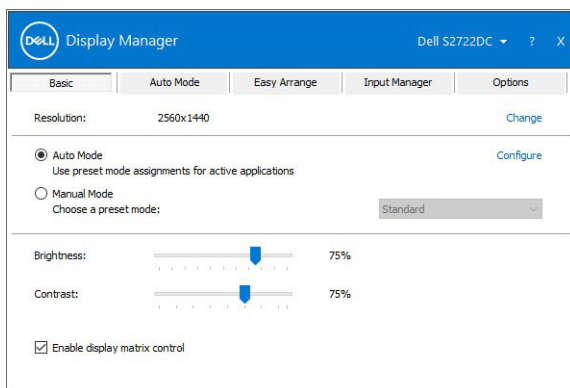 DELL Display Manager Dell S2722DC ? X
Basic Auto Mode Easy Arrange Input Manager Options
Resolution: 2560x1440 Change
Auto Mode Configure
Use preset mode assignments for active applications
Manual Mode
Choose a preset mode: Standard
Brightness: 75%
Contrast: 75%
Enable display matrix control